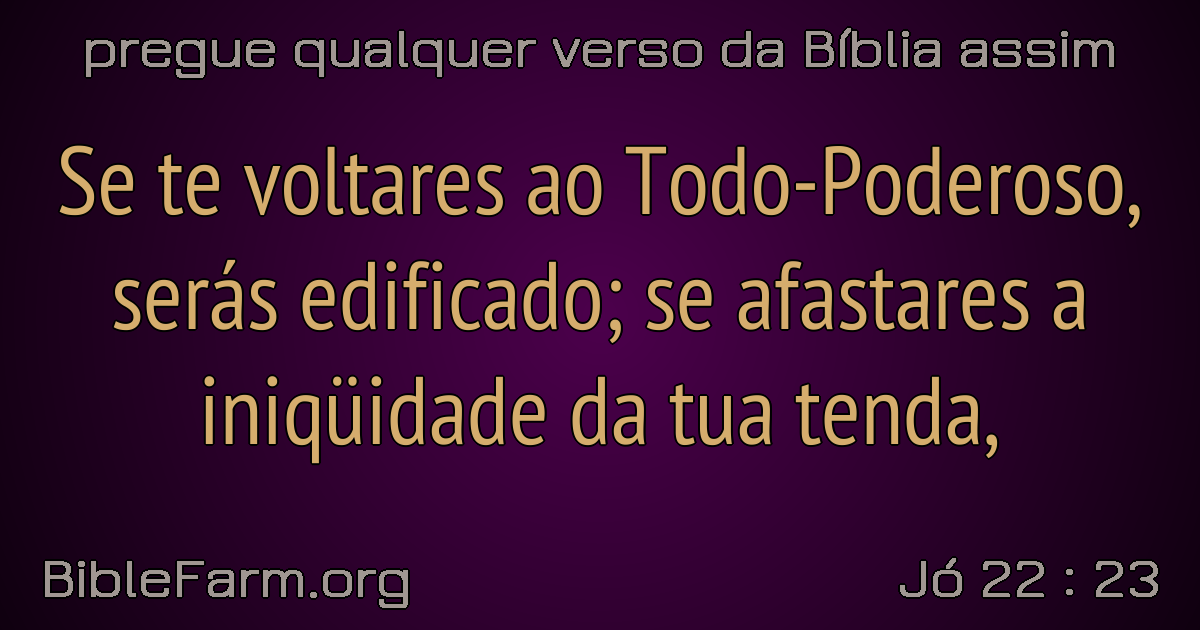 pregue qualquer verso da Bíblia assim
Se te voltares ao Todo-Poderoso,
serás edificado; se afastares a
iniqüidade da tua tenda,
BibleFarm.org
Jó 22 : 23